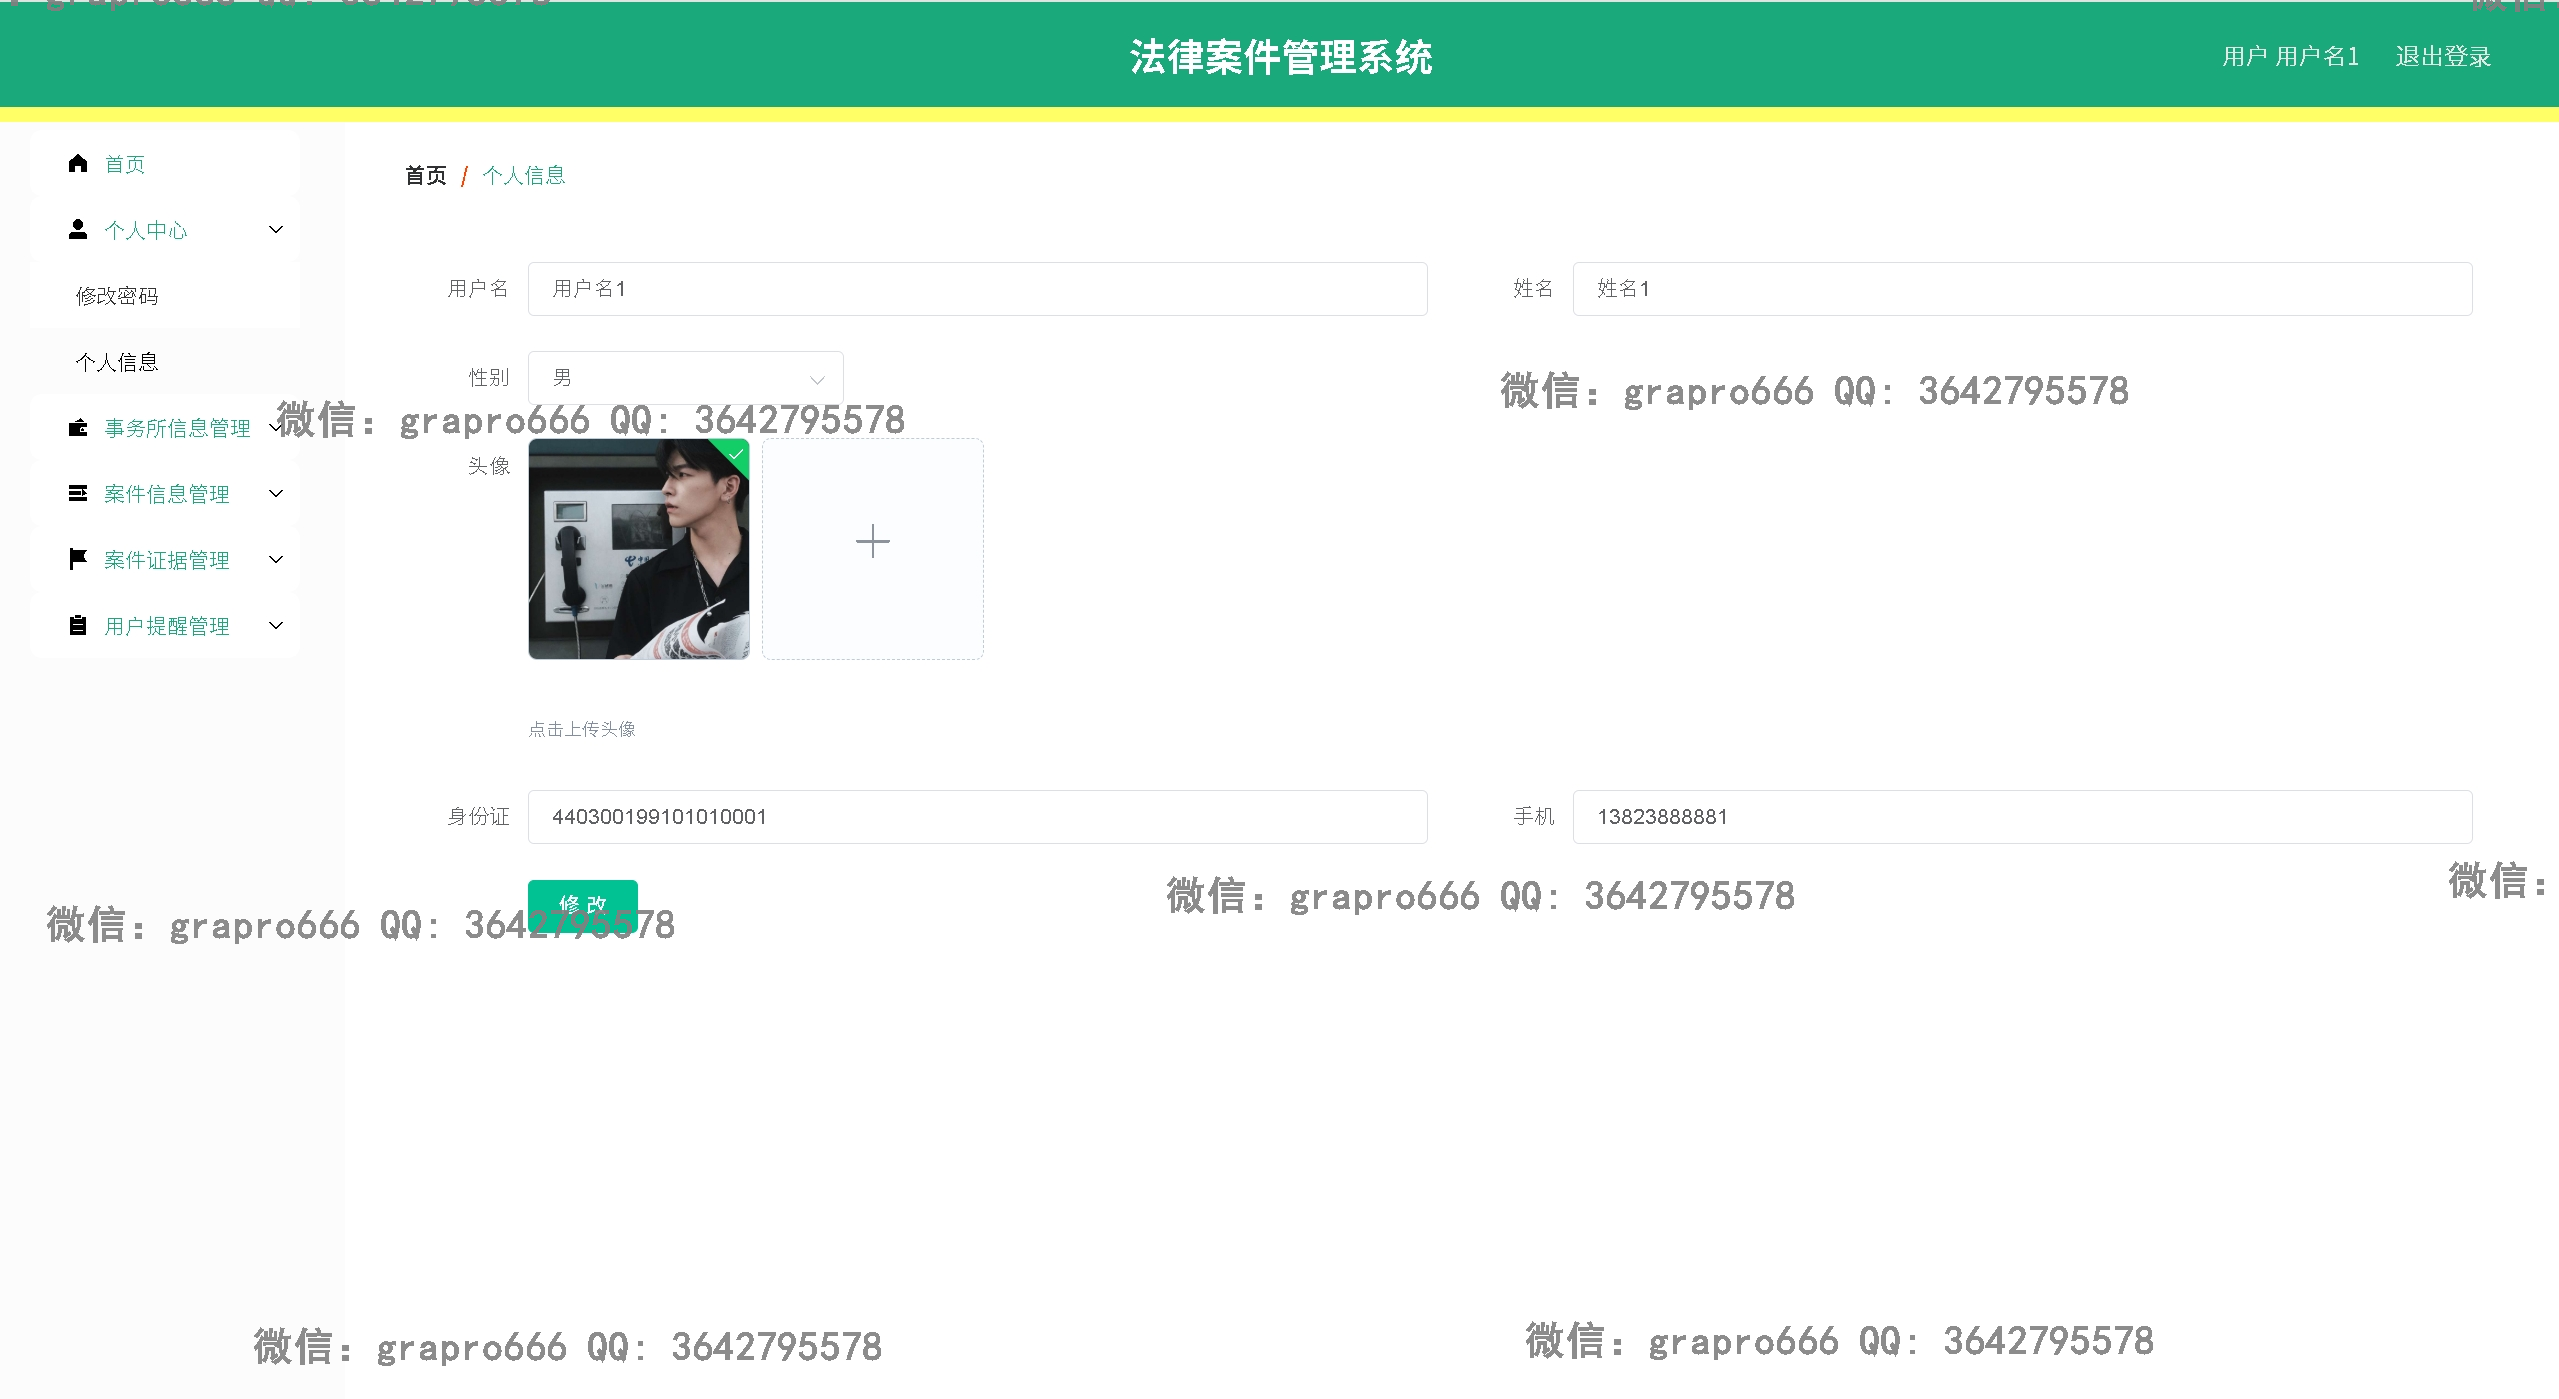 法律案件管理系统
用户 用户名1 退出登录
首页
个人中心
修改密码
个人信息
事务所信息管理
案件信息管理
案件证据管理
用户提醒管理
首页 / 个人信息
用户名 用户名1
姓名 姓名1
性别 男
微信：grapro666 QQ: 3642795578
微信：grapro666 QQ: 3642795578
头像
点击上传头像
身份证 440300199101010001
手机 13823888881
修改
微信：
微信：grapro666 QQ: 3642795578
微信：grapro666 QQ: 3642795578
微信：grapro666 QQ: 3642795578
微信：grapro666 QQ: 3642795578